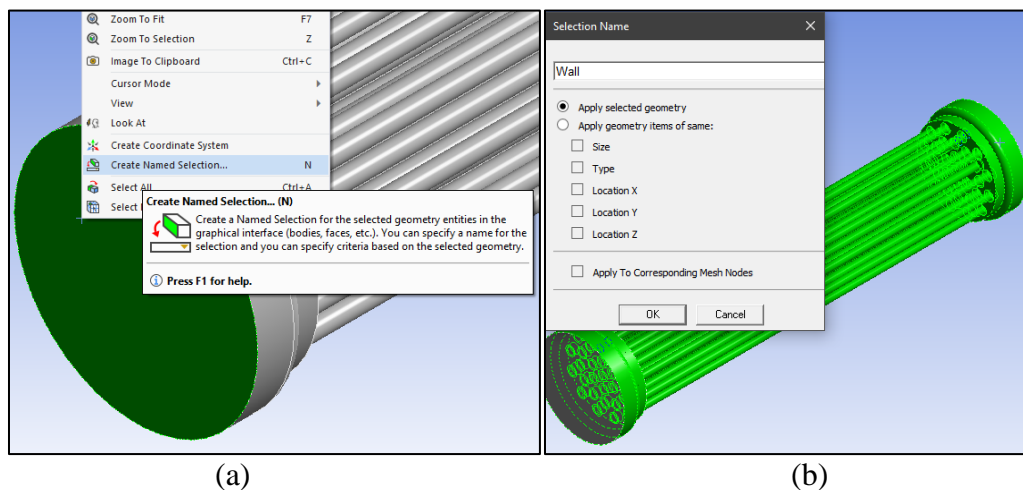 Zoom To Fit F7
Zoom To Selection Z
Image To Clipboard Ctrl+C
Cursor Mode
View
Look At
Create Coordinate System
Create Named Selection... N
Select All Ctrl+A
Select
Create Named Selection... (N)
Create a Named Selection for the selected geometry entities in the
graphical interface (bodies, faces, etc.). You can specify a name for the
selection and you can specify criteria based on the selected geometry.
Press F1 for help.
(a)
Selection Name
Wall
Apply selected geometry
Apply geometry items of same:
Size
Type
Location X
Location Y
Location Z
Apply To Corresponding Mesh Nodes
OK Cancel
(b)